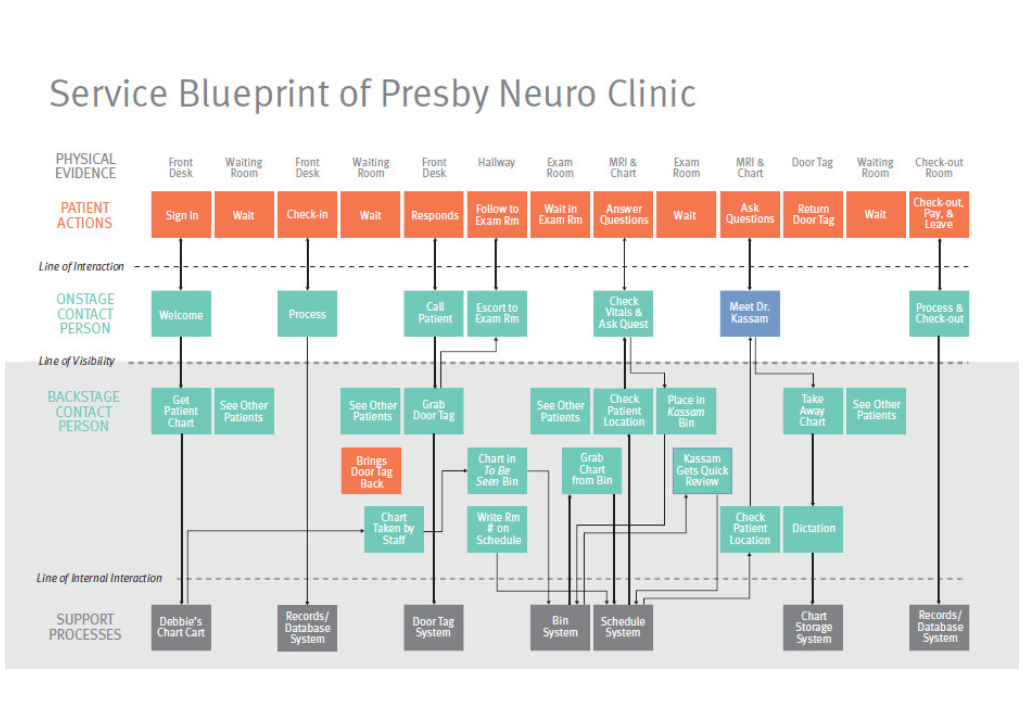 Service Blueprint of Presby Neuro Clinic
PHYSICAL
EVIDENCE
Front
Desk
Waiting
Room
Front
Desk
Waiting
Room
Front
Desk
Hallway
Exam
Room
MRI &
Chart
Exam
Room
MRI &
Chart
Door Tag
Waiting
Room
Check-out
Room
PATIENT
ACTIONS
Sign In
Wait
Check-in
Wait
Responds
Follow to
Exam Rm
Wait in
Exam Rm
Answer
Questions
Wait
Ask
Questions
Return
Door Tag
Wait
Check-out,
Pay, &
Leave
Line of Interaction
ONSTAGE
CONTACT
PERSON
Welcome
Process
Call
Patient
Escort to
Exam Rm
Check
Vitals &
Ask Quest
Meet Dr.
Kassam
Process &
Check-out
Line of Visibility
BACKSTAGE
CONTACT
PERSON
Get
Patient
Chart
See Other
Patients
See Other
Patients
Grab
Door Tag
See Other
Patients
Check
Patient
Location
Place in
Kassam
Bin
Take
Away
Chart
See Other
Patients
Brings
Door Tag
Back
Chart in
To Be
Seen Bin
Grab
Chart
from Bin
Kassam
Gets Quick
Review
Chart
Taken by
Staff
Write Rm
# on
Schedule
Check
Patient
Location
Dictation
Line of Internal Interaction
SUPPORT
PROCESSES
Debbie's
Chart Cart
Records/
Database
System
Door Tag
System
Bin
System
Schedule
System
Chart
Storage
System
Records/
Database
System